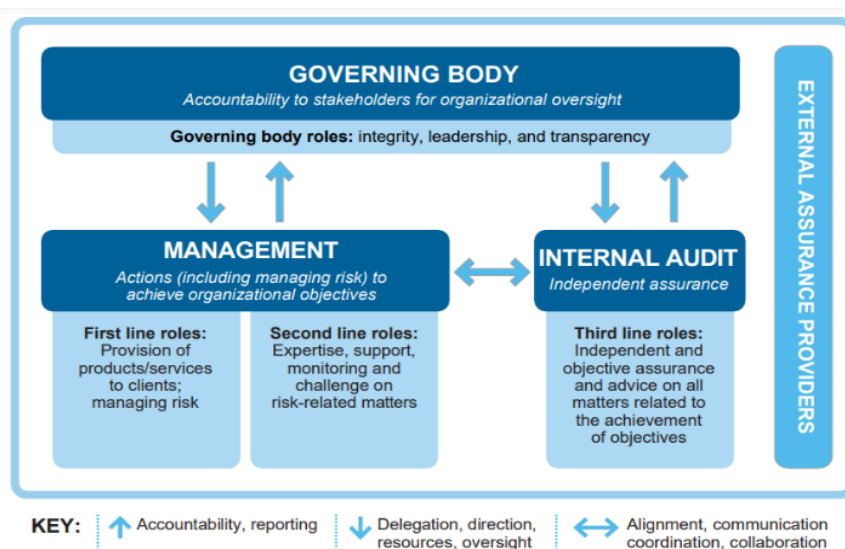 GOVERNING BODY
Accountability to stakeholders for organizational oversight
Governing body roles: integrity, leadership, and transparency
MANAGEMENT
Actions (including managing risk) to
achieve organizational objectives
First line roles:
Provision of
products/services
to clients;
managing risk
Second line roles:
Expertise, support,
monitoring and
challenge on
risk-related matters
INTERNAL AUDIT
Independent assurance
Third line roles:
Independent and
objective assurance
and advice on all
matters related to
the achievement
of objectives
EXTERNAL ASSURANCE PROVIDERS
KEY:
Accountability, reporting
Delegation, direction,
resources, oversight
Alignment, communication
coordination, collaboration